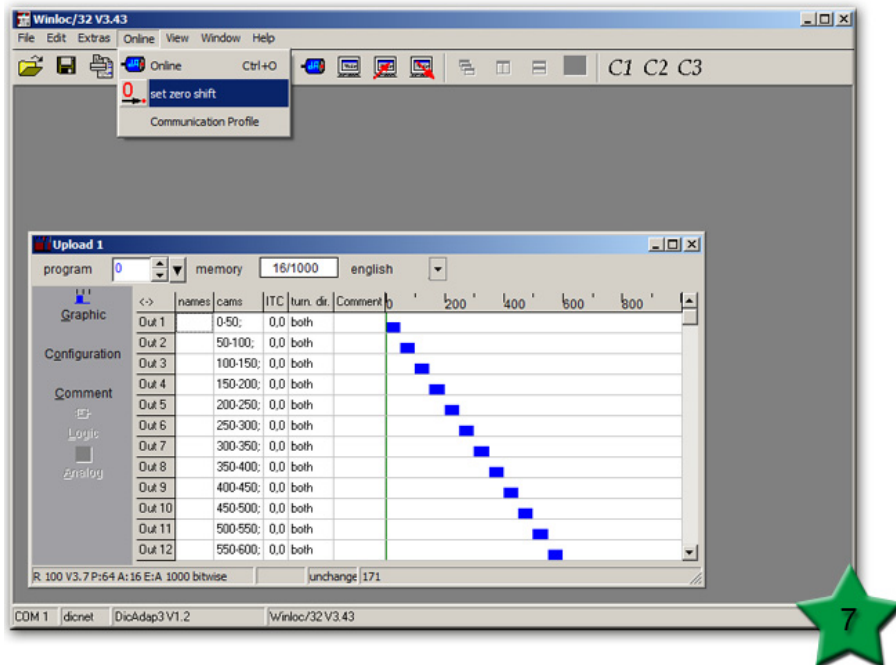 Winloc/32 V3.43
File Edit Extras Online View Window Help
Online Ctrl+O
C1 C2 C3
0 set zero shift
Communication Profile
Upload 1
program 0 memory 16/1000 english
<-> names cams ITC turn. dir. Comment 0 ' 200 ' 400 ' 600 ' 800 '
Graphic
Configuration
Comment
Logic
Analog
Out 1 0-50; 0,0 both
Out 2 50-100; 0,0 both
Out 3 100-150; 0,0 both
Out 4 150-200; 0,0 both
Out 5 200-250; 0,0 both
Out 6 250-300; 0,0 both
Out 7 300-350; 0,0 both
Out 8 350-400; 0,0 both
Out 9 400-450; 0,0 both
Out 10 450-500; 0,0 both
Out 11 500-550; 0,0 both
Out 12 550-600; 0,0 both
R 100 V3.7 P:64 A:16 E:A 1000 bitwise unchange 171
COM 1 dicnet DicAdap3 V1.2 Winloc/32 V3.43
7